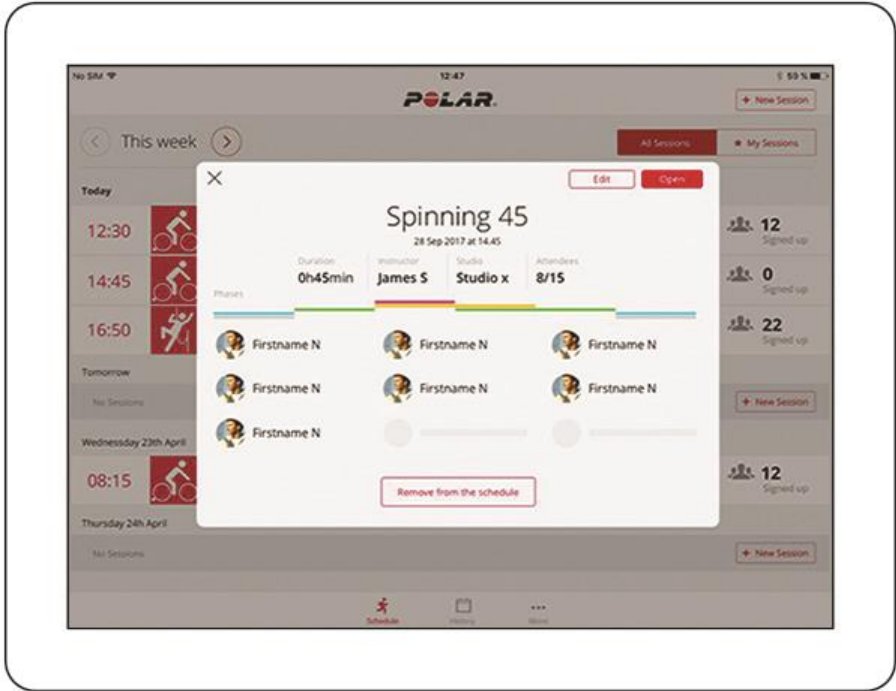 No SIM 12:47 59 %
POLAR.
+ New Session
This week
All Sessions
★ My Sessions
Today
Edit
Open
Spinning 45
28 Sep 2017 at 14.45
Duration Instructor Studio Attendees
0h45min James S Studio x 8/15
Phases
12:30
12
Signed up
14:45
0
Signed up
16:50
22
Signed up
Firstname N Firstname N Firstname N
Firstname N Firstname N Firstname N
Firstname N
Tomorrow
No Sessions
+ New Session
Wednesday 23th April
08:15
12
Signed up
Remove from the schedule
Thursday 24h April
No Sessions
+ New Session
Schedule History More